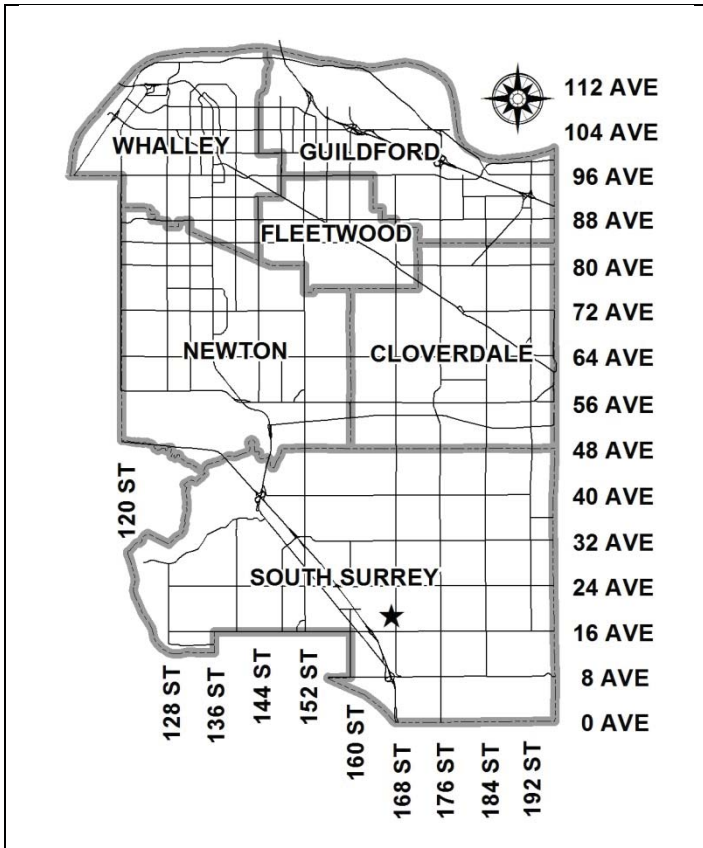 112 AVE
104 AVE
WHALLEY
GUILDFORD
96 AVE
88 AVE
FLEETWOOD
80 AVE
72 AVE
NEWTON
CLOVERDALE
64 AVE
56 AVE
48 AVE
120 ST
40 AVE
32 AVE
SOUTH SURREY
24 AVE
16 AVE
128 ST
136 ST
144 ST
152 ST
8 AVE
160 ST
0 AVE
168 ST
176 ST
184 ST
192 ST